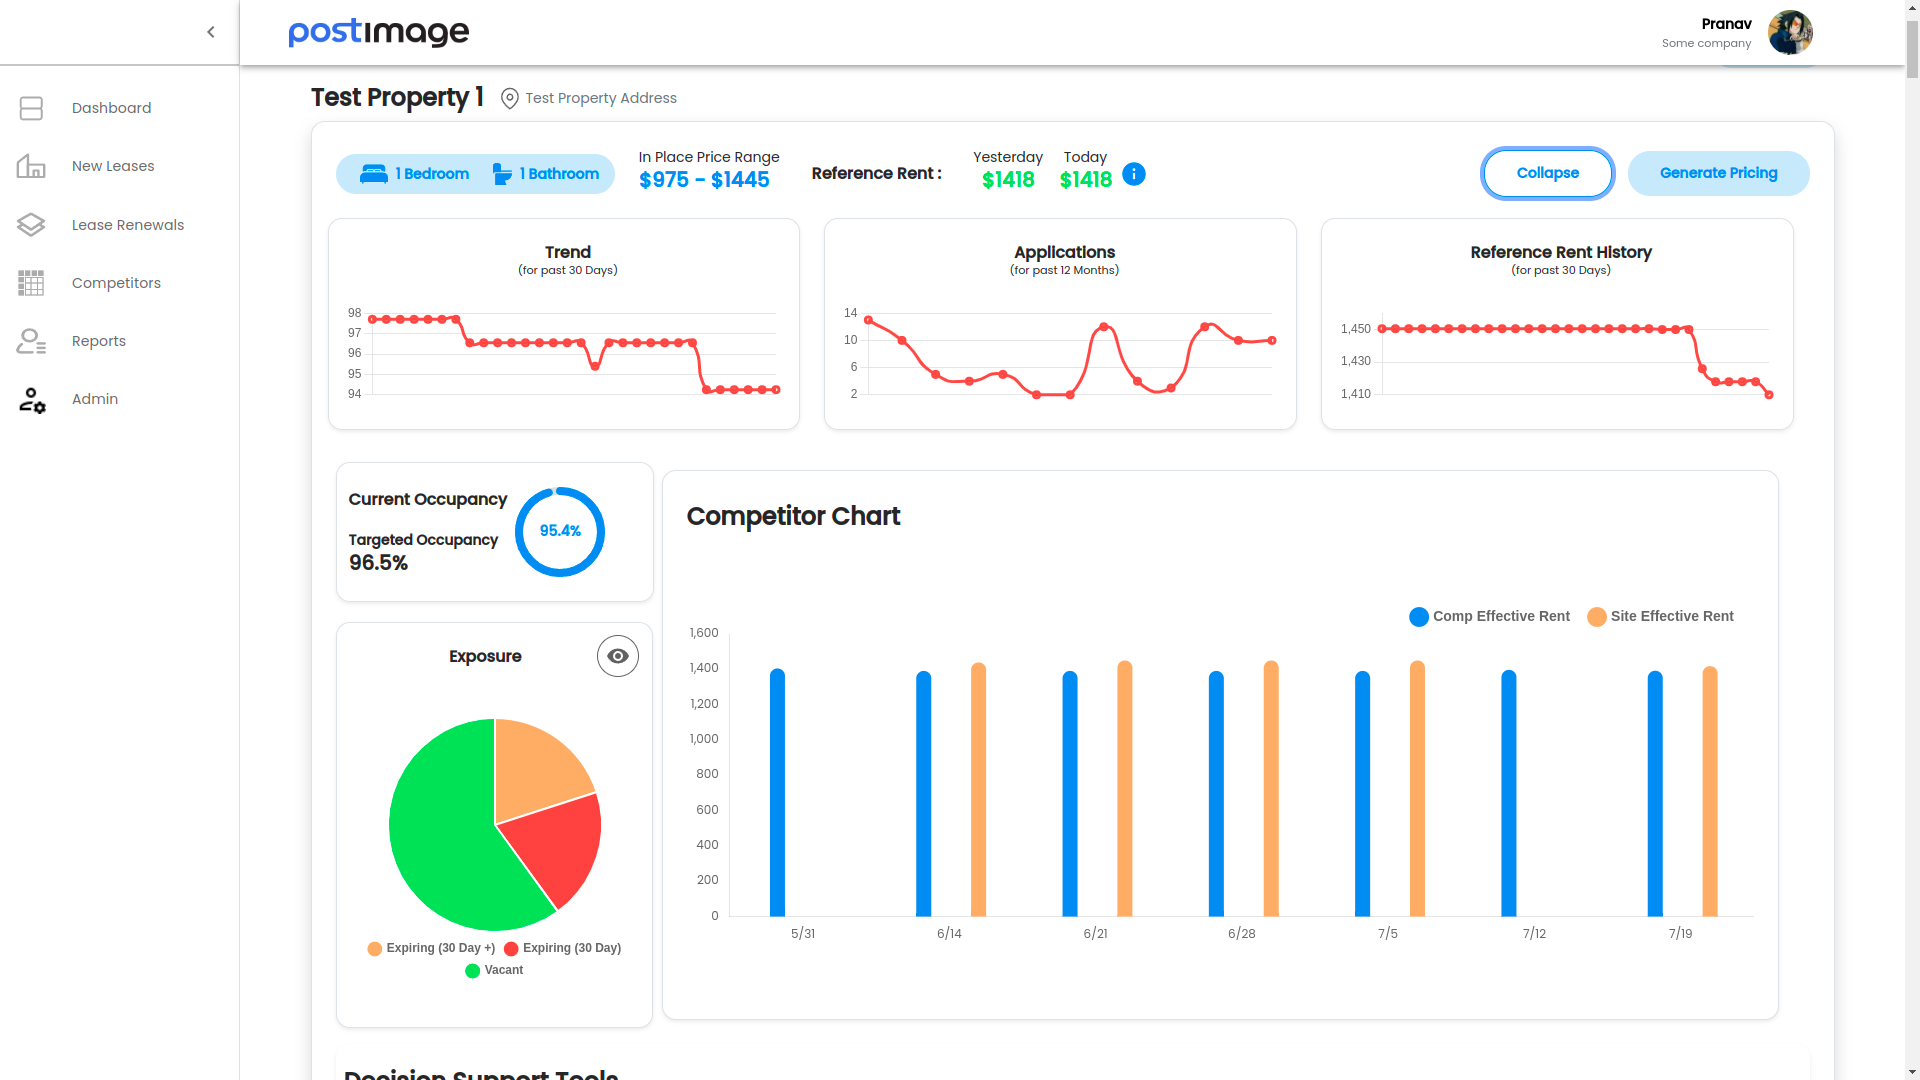 postimage
Pranav
Some company
Dashboard
New Leases
Lease Renewals
Competitors
Reports
Admin
Test Property 1
Test Property Address
1 Bedroom
1 Bathroom
In Place Price Range
$975 - $1445
Reference Rent :
Yesterday
$1418
Today
$1418
Collapse
Generate Pricing
Trend
(for past 30 Days)
98
97
96
95
94
Applications
(for past 12 Months)
14
10
6
2
Reference Rent History
(for past 30 Days)
1,450
1,430
1,410
Current Occupancy
Targeted Occupancy
96.5%
95.4%
Exposure
Expiring (30 Day +)
Expiring (30 Day)
Vacant
Competitor Chart
Comp Effective Rent
Site Effective Rent
1,600
1,400
1,200
1,000
800
600
400
200
0
5/31
6/14
6/21
6/28
7/5
7/12
7/19
Decision Support Tools